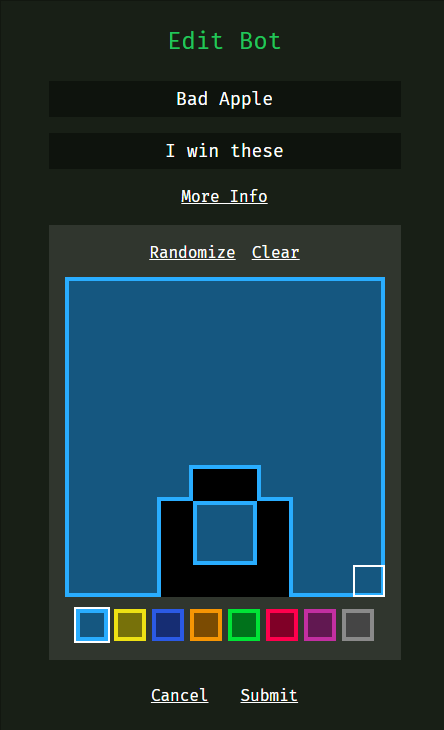 Edit Bot
Bad Apple
I win these
More Info
Randomize Clear
Cancel Submit